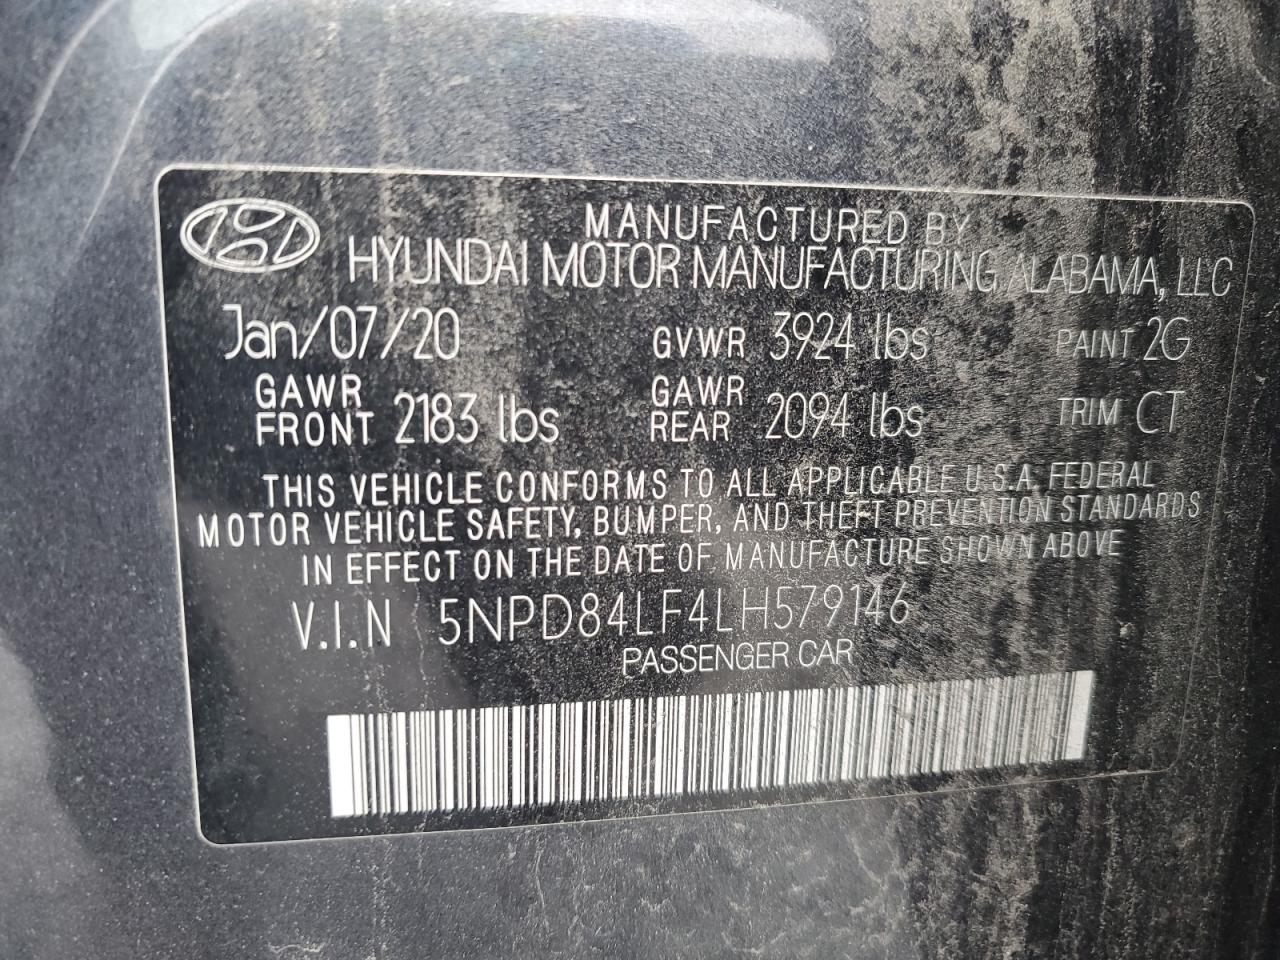 MANUFACTURED BY
HYUNDAI MOTOR MANUFACTURING ALABAMA, LLC
Jan/07/20 GVWR 3924 lbs PAINT 2G
GAWR FRONT 2183 lbs GAWR REAR 2094 lbs TRIM CT
THIS VEHICLE CONFORMS TO ALL APPLICABLE U.S.A. FEDERAL
MOTOR VEHICLE SAFETY, BUMPER, AND THEFT PREVENTION STANDARDS
IN EFFECT ON THE DATE OF MANUFACTURE SHOWN ABOVE
V.I.N 5NPD84LF4LH579146
PASSENGER CAR